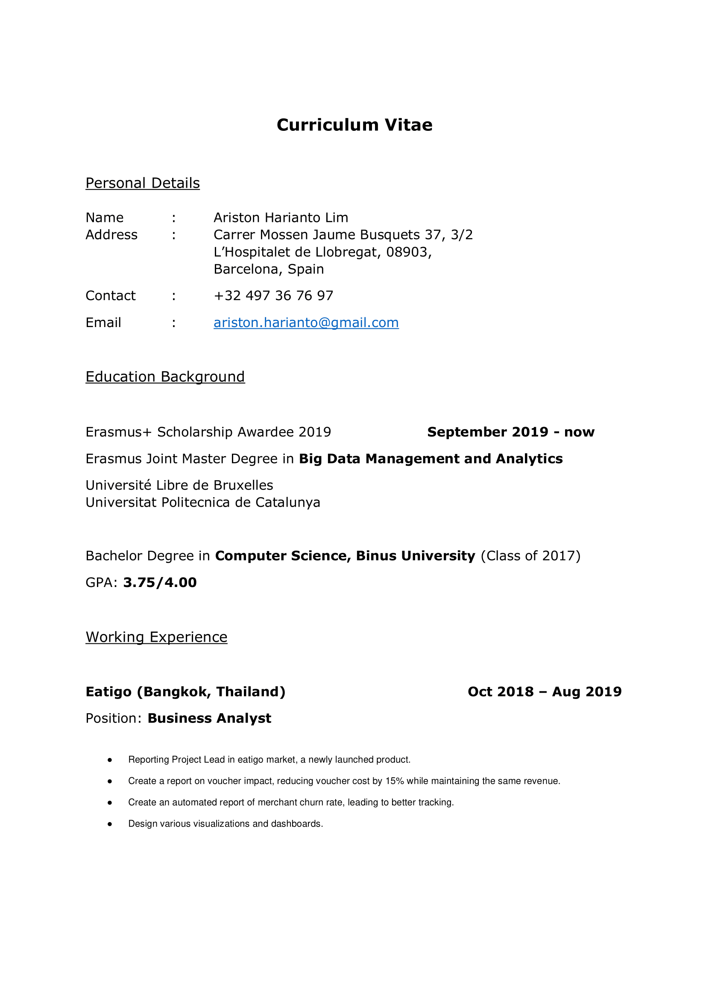 Curriculum Vitae
Personal Details
Name : Ariston Harianto Lim
Address : Carrer Mossen Jaume Busquets 37, 3/2
L’Hospitalet de Llobregat, 08903,
Barcelona, Spain
Contact : +32 497 36 76 97
Email : ariston.harianto@gmail.com
Education Background
Erasmus+ Scholarship Awardee 2019 September 2019 - now
Erasmus Joint Master Degree in Big Data Management and Analytics
Université Libre de Bruxelles
Universitat Politecnica de Catalunya
Bachelor Degree in Computer Science, Binus University (Class of 2017)
GPA: 3.75/4.00
Working Experience
Eatigo (Bangkok, Thailand) Oct 2018 – Aug 2019
Position: Business Analyst
● Reporting Project Lead in eatigo market, a newly launched product.
● Create a report on voucher impact, reducing voucher cost by 15% while maintaining the same revenue.
● Create an automated report of merchant churn rate, leading to better tracking.
● Design various visualizations and dashboards.